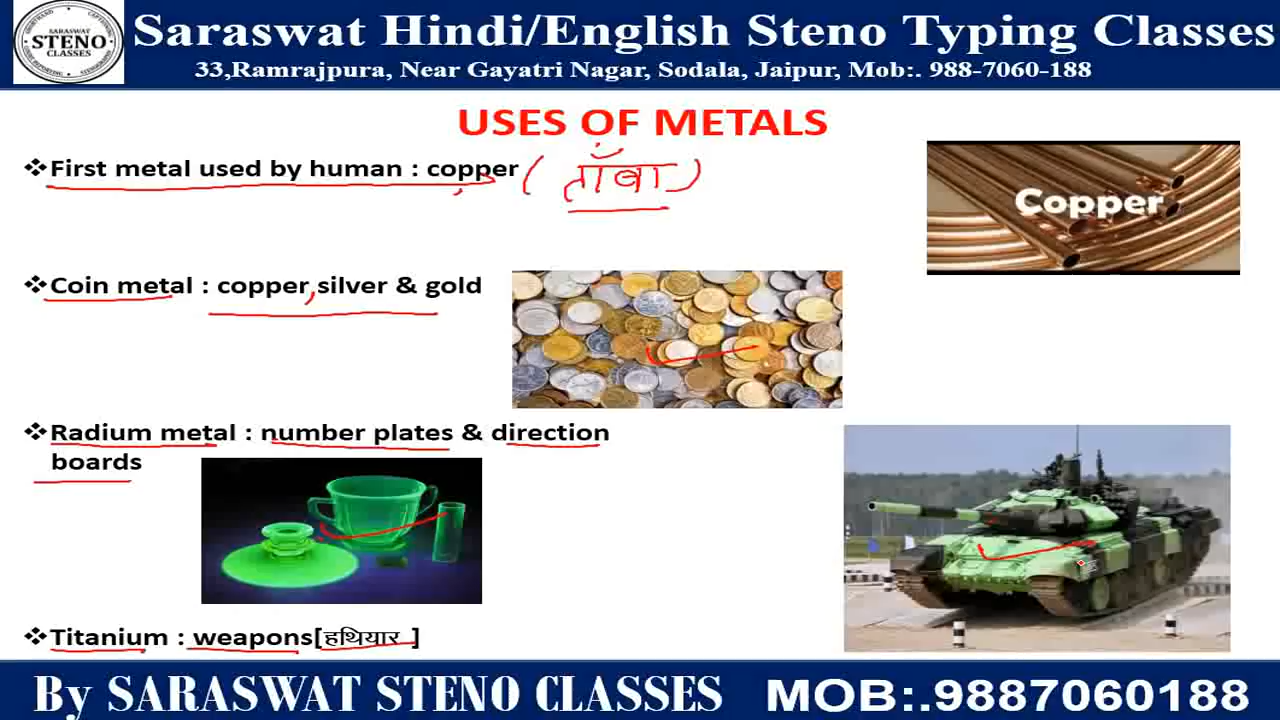 SARASWAT
STENO
CLASSES
Saraswat Hindi/English Steno Typing Classes
33,Ramrajpura, Near Gayatri Nagar, Sodala, Jaipur, Mob:. 988-7060-188
USES OF METALS
❖First metal used by human : copper (ताँबा)
Copper
❖Coin metal : copper,silver & gold
❖Radium metal : number plates & direction
boards
❖Titanium : weapons[हथियार ]
By SARASWAT STENO CLASSES MOB:.9887060188